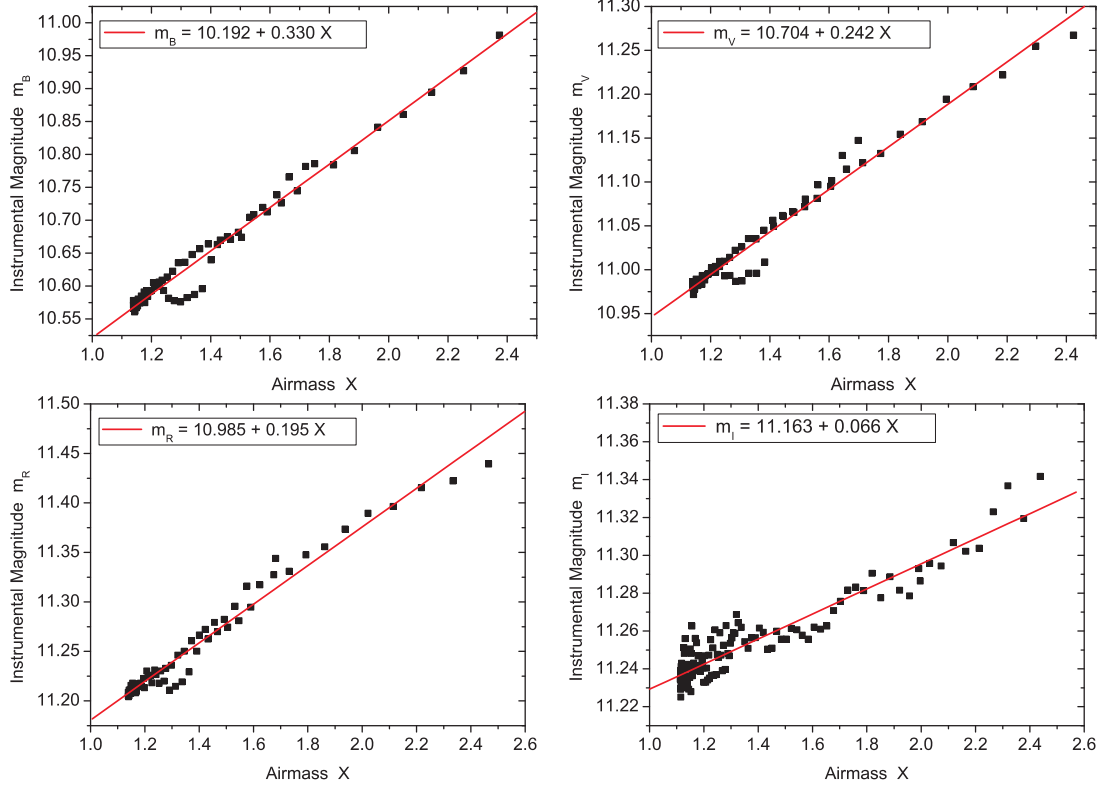 m_B = 10.192 + 0.330 X
Instrumental Magnitude m_B
11.00
10.95
10.90
10.85
10.80
10.75
10.70
10.65
10.60
10.55
1.0 1.2 1.4 1.6 1.8 2.0 2.2 2.4
Airmass X
m_V = 10.704 + 0.242 X
Instrumental Magnitude m_V
11.30
11.25
11.20
11.15
11.10
11.05
11.00
10.95
1.0 1.2 1.4 1.6 1.8 2.0 2.2 2.4
Airmass X
m_R = 10.985 + 0.195 X
Instrumental Magnitude m_R
11.50
11.45
11.40
11.35
11.30
11.25
11.20
1.0 1.2 1.4 1.6 1.8 2.0 2.2 2.4 2.6
Airmass X
m_I = 11.163 + 0.066 X
Instrumental Magnitude m_I
11.38
11.36
11.34
11.32
11.30
11.28
11.26
11.24
11.22
1.0 1.2 1.4 1.6 1.8 2.0 2.2 2.4 2.6
Airmass X